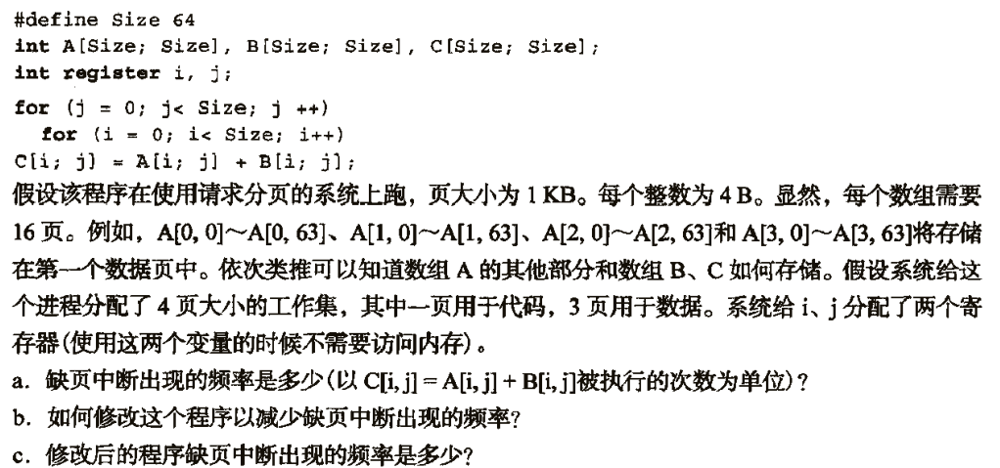 #define Size 64
int A[Size; Size], B[Size; Size], C[Size; Size];
int register i, j;
for (j = 0; j< Size; j ++)
for (i = 0; i< Size; i++)
C[i; j] = A[i; j] + B[i; j];
假设该程序在使用请求分页的系统上跑，页大小为 1 KB。每个整数为 4 B。显然，每个数组需要
16 页。例如，A[0, 0]～A[0, 63]、A[1, 0]～A[1, 63]、A[2, 0]～A[2, 63]和 A[3, 0]～A[3, 63]将存储
在第一个数据页中。依次类推可以知道数组 A 的其他部分和数组 B、C 如何存储。假设系统给这
个进程分配了 4 页大小的工作集，其中一页用于代码，3 页用于数据。系统给 i、j 分配了两个寄
存器(使用这两个变量的时候不需要访问内存)。
a. 缺页中断出现的频率是多少(以 C[i, j] = A[i, j] + B[i, j]被执行的次数为单位)?
b. 如何修改这个程序以减少缺页中断出现的频率?
c. 修改后的程序缺页中断出现的频率是多少?